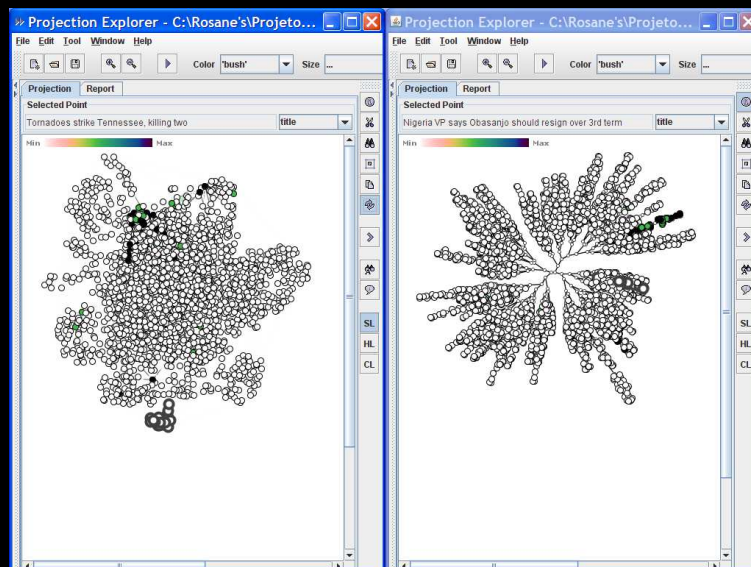 Projection Explorer - C:\Rosane's\Projeto...
File Edit Tool Window Help
Color 'bush' Size ...
Projection Report
Selected Point
Tornadoes strike Tennessee, killing two title
Min Max
SL
HL
CL
Projection Explorer - C:\Rosane's\Projeto...
File Edit Tool Window Help
Color 'bush' Size ...
Projection Report
Selected Point
Nigeria VP says Obasanjo should resign over 3rd term title
Min Max
SL
HL
CL